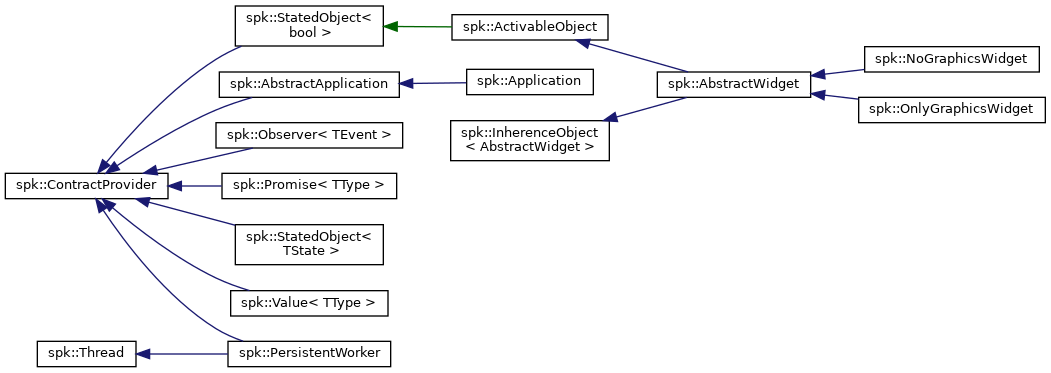 spk::StatedObject<
bool >
spk::ActivableObject
spk::NoGraphicsWidget
spk::AbstractApplication
spk::Application
spk::AbstractWidget
spk::OnlyGraphicsWidget
spk::Observer< TEvent >
spk::InherenceObject
< AbstractWidget >
spk::ContractProvider
spk::Promise< TType >
spk::StatedObject<
TState >
spk::Value< TType >
spk::Thread
spk::PersistentWorker